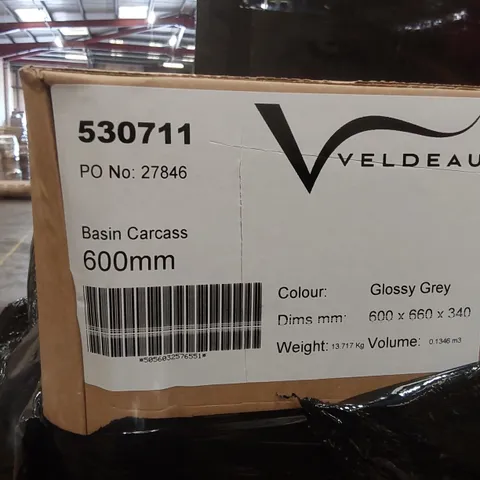 530711
VELDEAU
PO No: 27846
Basin Carcass
600mm
Colour: Glossy Grey
Dims mm: 600 x 660 x 340
Weight: 13.717 Kg Volume: 0.1346 m3
*5056032576551*